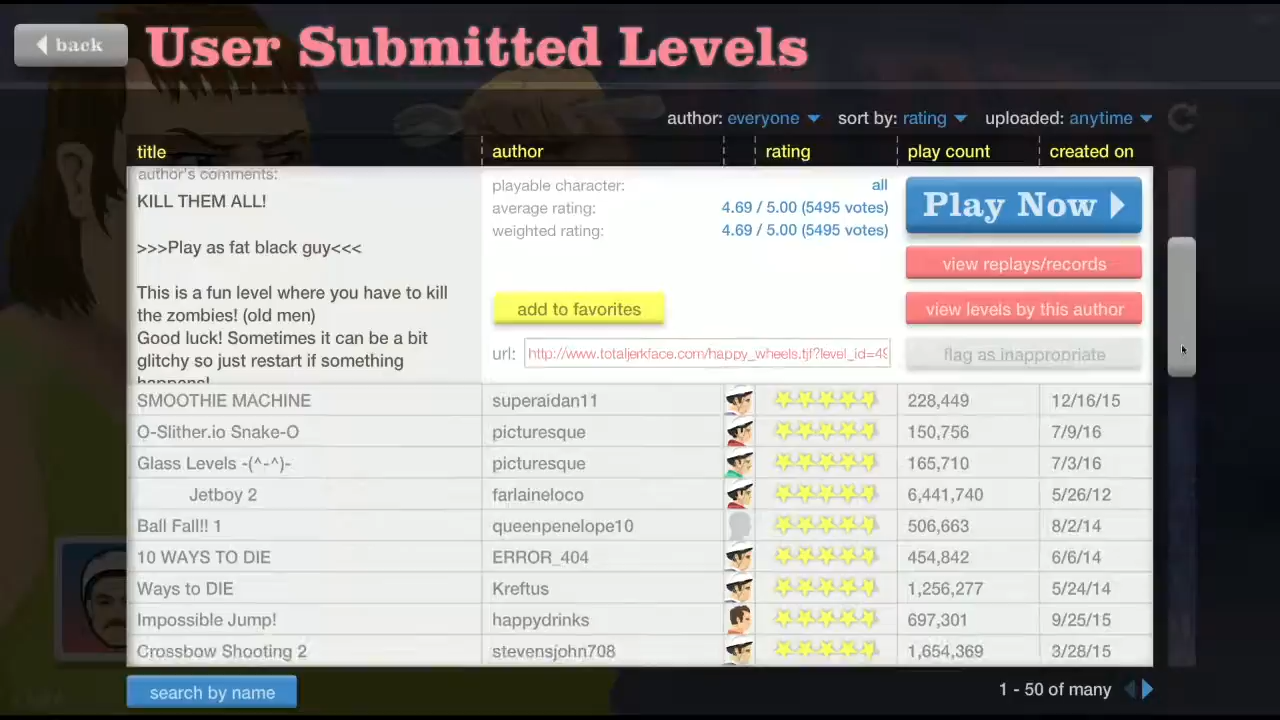 back
User Submitted Levels
author: everyone sort by: rating uploaded: anytime
title author rating play count created on
author's comments:
KILL THEM ALL!
>>>Play as fat black guy<<<
This is a fun level where you have to kill
the zombies! (old men)
Good luck! Sometimes it can be a bit
glitchy so just restart if something
happens!
playable character: all
average rating: 4.69 / 5.00 (5495 votes)
weighted rating: 4.69 / 5.00 (5495 votes)
add to favorites
url: http://www.totaljerkface.com/happy_wheels.tjf?level_id=49
Play Now
view replays/records
view levels by this author
flag as inappropriate
SMOOTHIE MACHINE superaidan11 228,449 12/16/15
O-Slither.io Snake-O picturesque 150,756 7/9/16
Glass Levels -(^-^)- picturesque 165,710 7/3/16
Jetboy 2 farlaineloco 6,441,740 5/26/12
Ball Fall!! 1 queenpenelope10 506,663 8/2/14
10 WAYS TO DIE ERROR_404 454,842 6/6/14
Ways to DIE Kreftus 1,256,277 5/24/14
Impossible Jump! happydrinks 697,301 9/25/15
Crossbow Shooting 2 stevensjohn708 1,654,369 3/28/15
search by name
1 - 50 of many